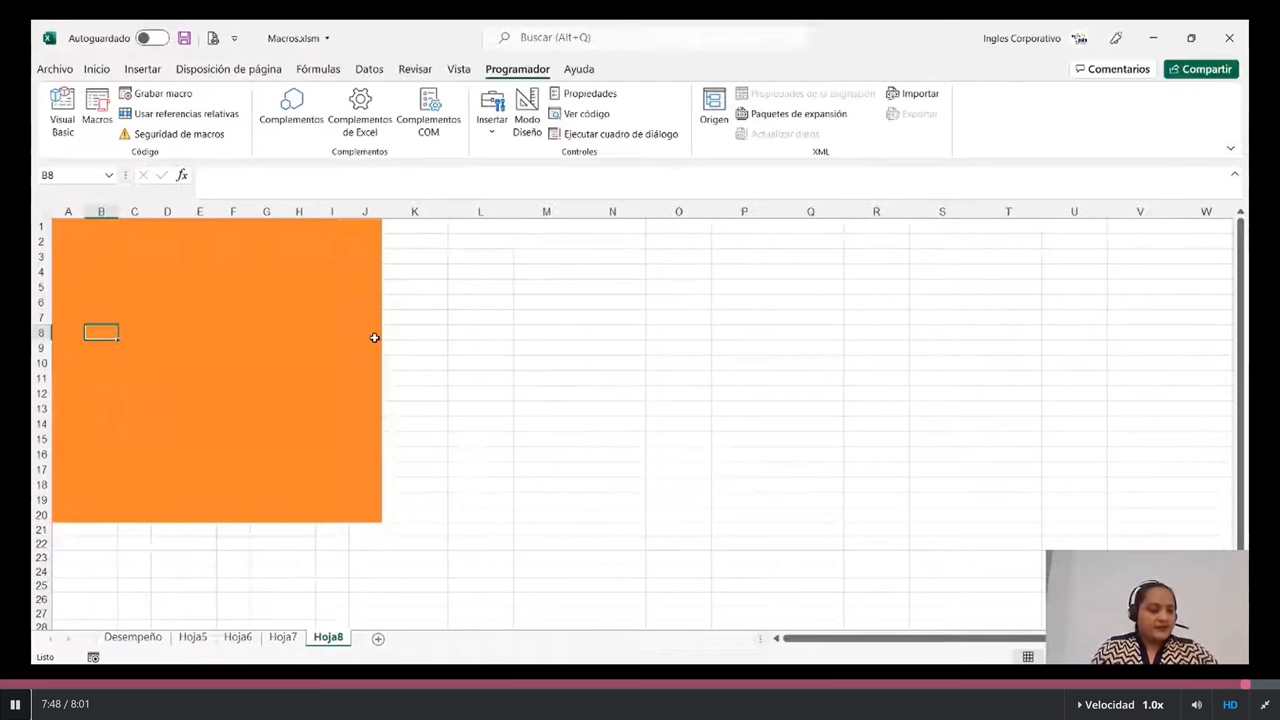 Autoguardado Macros.xlsm Buscar (Alt+Q) Ingles Corporativo
Archivo Inicio Insertar Disposición de página Fórmulas Datos Revisar Vista Programador Ayuda Comentarios Compartir
Visual Basic
Macros
Grabar macro
Usar referencias relativas
Seguridad de macros
Código
Complementos
Complementos de Excel
Complementos COM
Complementos
Insertar
Modo Diseño
Propiedades
Ver código
Ejecutar cuadro de diálogo
Controles
Origen
Propiedades de la asignación
Paquetes de expansión
Actualizar datos
Importar
Exportar
XML
B8 fx
A B C D E F G H I J K L M N O P Q R S T U V W
1
2
3
4
5
6
7
8
9
10
11
12
13
14
15
16
17
18
19
20
21
22
23
24
25
26
27
28
Desempeño Hoja5 Hoja6 Hoja7 Hoja8
Listo
7:48 / 8:01 Velocidad 1.0x HD